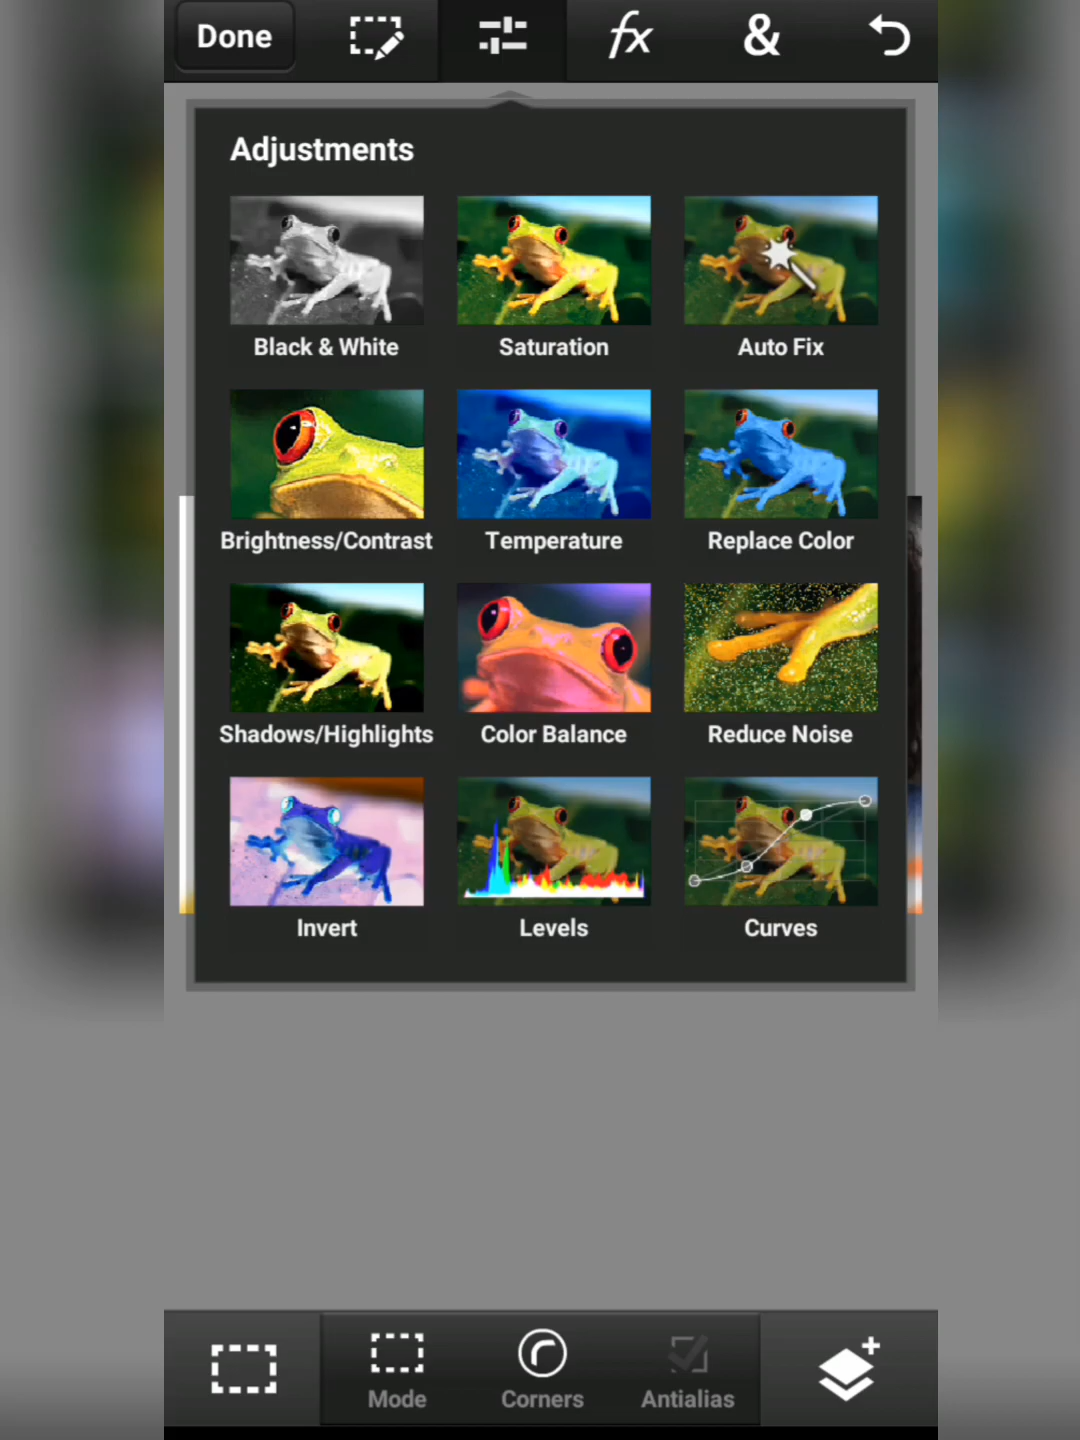 Done fx &
Adjustments
Black & White Saturation Auto Fix
Brightness/Contrast Temperature Replace Color
Shadows/Highlights Color Balance Reduce Noise
Invert Levels Curves
Mode Corners Antialias